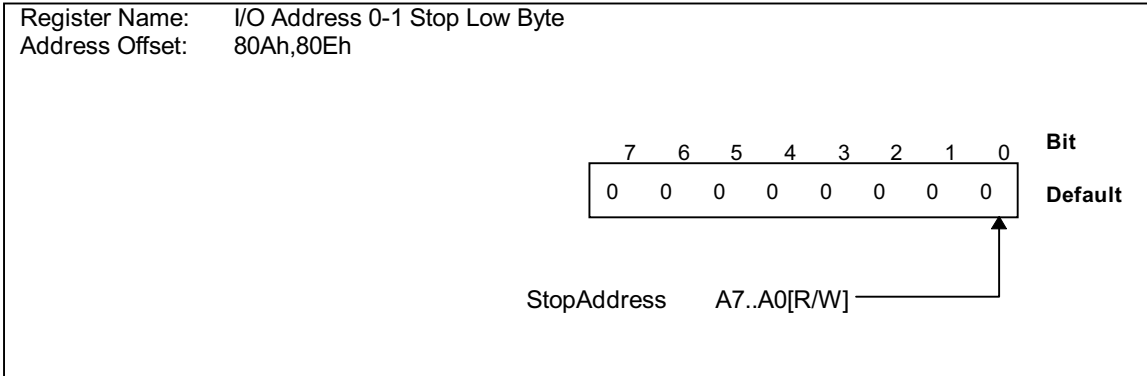 Register Name: I/O Address 0-1 Stop Low Byte
Address Offset: 80Ah,80Eh
7 6 5 4 3 2 1 0 Bit
0 0 0 0 0 0 0 0 Default
StopAddress A7..A0[R/W]